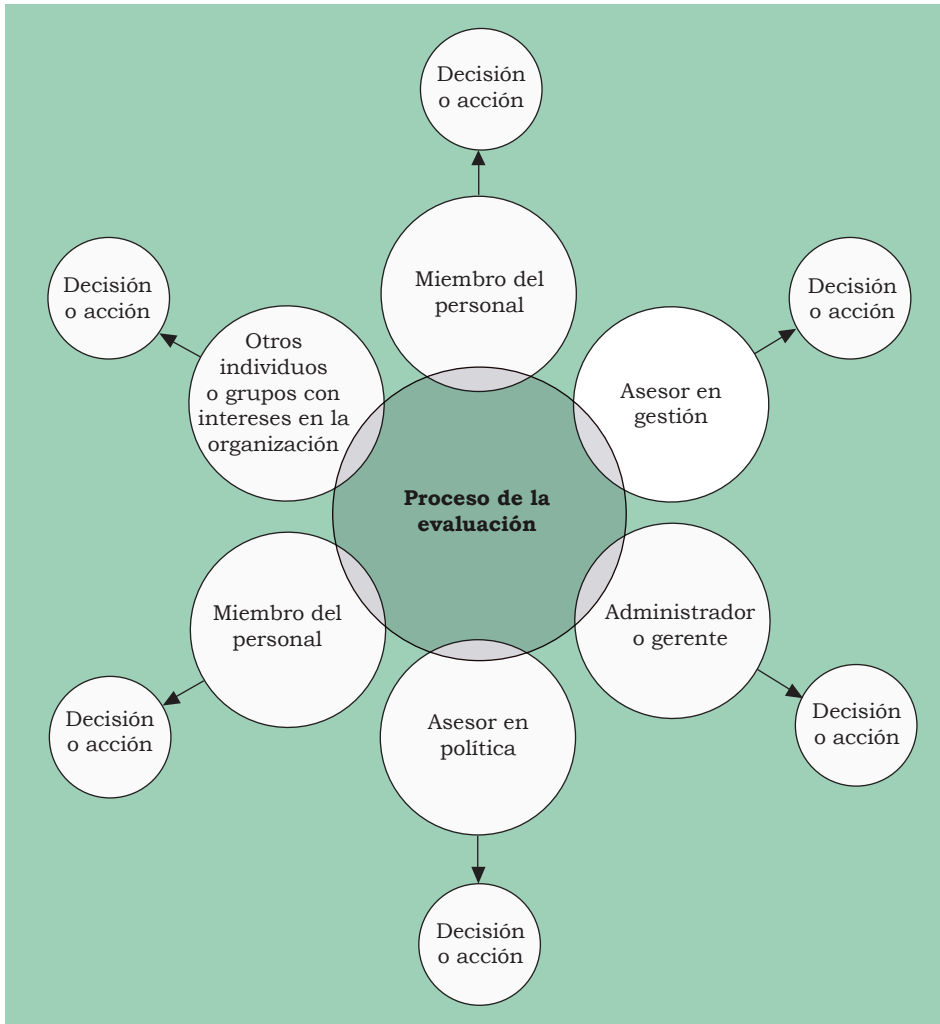 Decisión
o acción
Miembro del
personal
Decisión
o acción
Otros
individuos
o grupos con
intereses en la
organización
Decisión
o acción
Asesor en
gestión
Proceso de la
evaluación
Miembro del
personal
Administrador
o gerente
Decisión
o acción
Asesor en
política
Decisión
o acción
Decisión
o acción